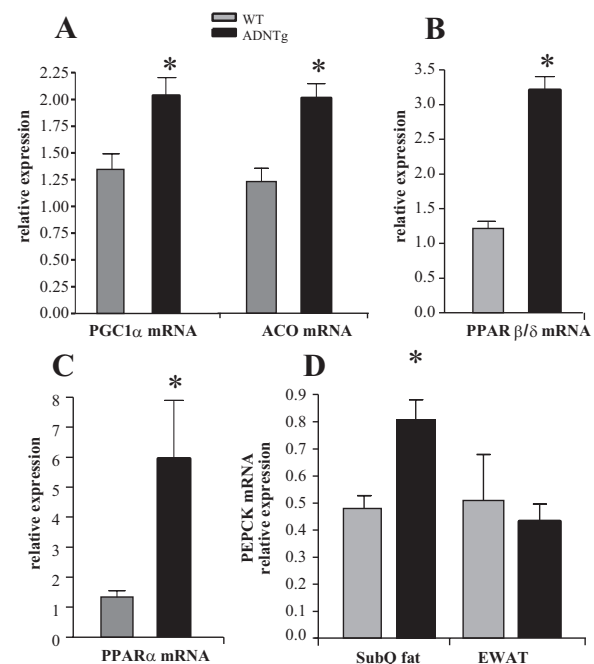 WT
ADNTg
A
*
*
relative expression
2.25
2.00
1.75
1.50
1.25
1.00
0.75
0.50
0.25
0.00
PGC1α mRNA
ACO mRNA
B
*
relative expression
3.5
3.0
2.5
2.0
1.5
1.0
0.5
0.0
PPAR β/δ mRNA
C
*
relative expression
8
7
6
5
4
3
2
1
0
PPARα mRNA
D
*
PEPCK mRNA
relative expression
0.9
0.8
0.7
0.6
0.5
0.4
0.3
0.2
0.1
0.0
SubQ fat
EWAT